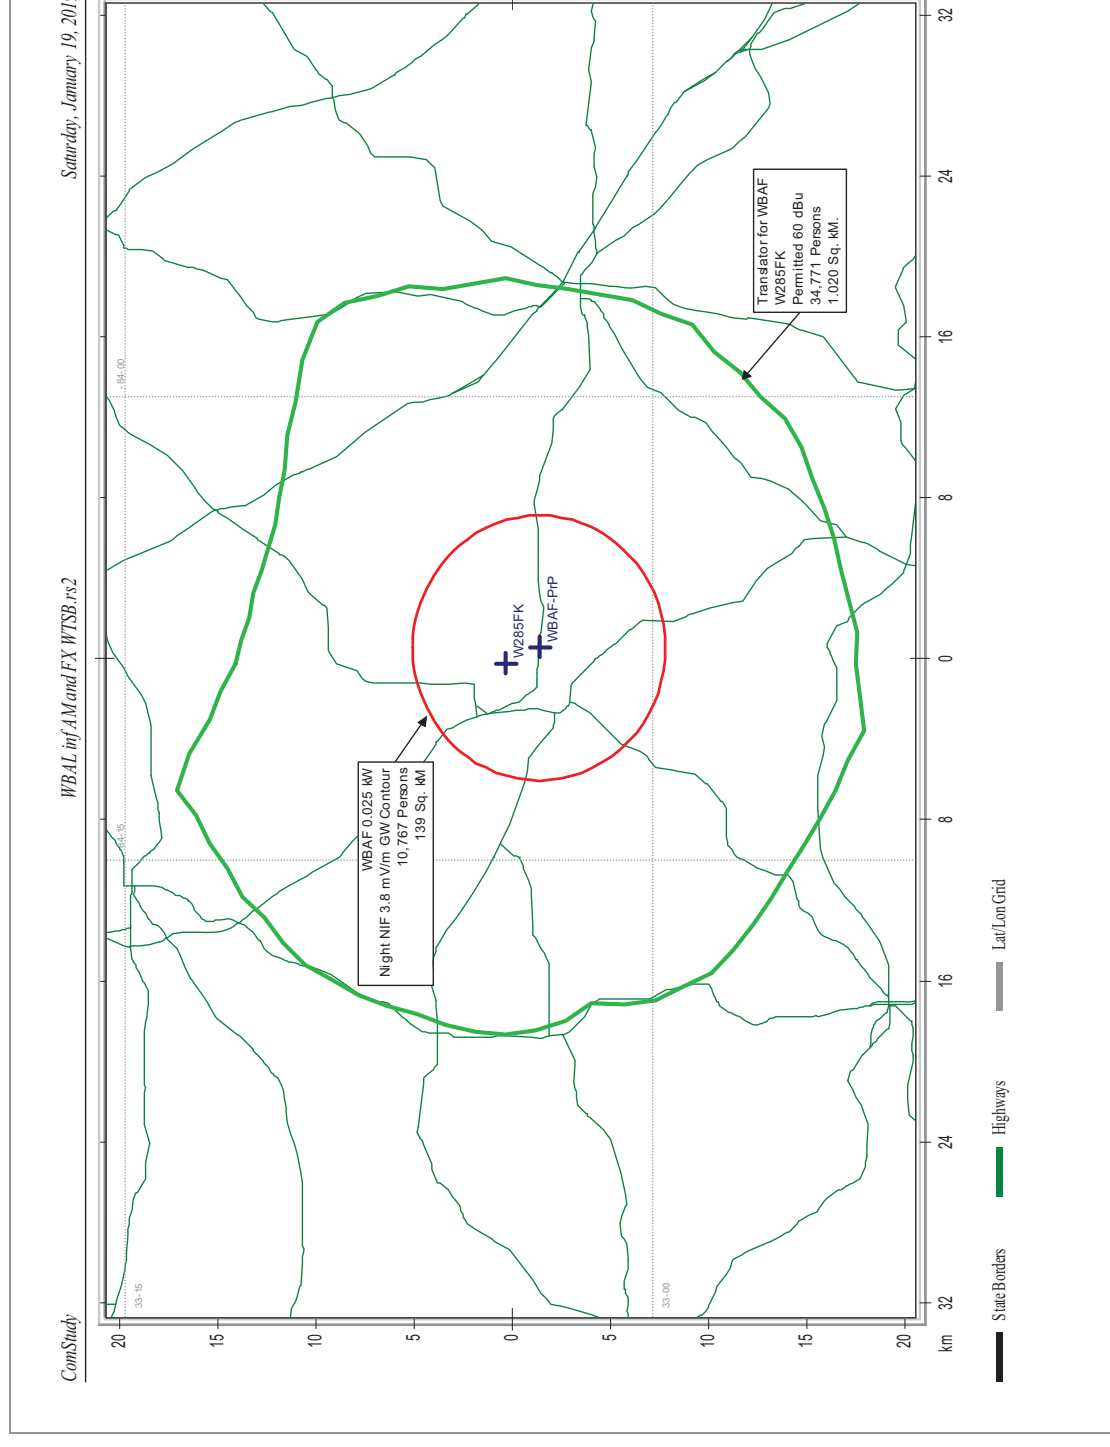 ComStudy
WBAL inf AM and FX WTSB.rs2
Saturday, January 19, 201
20
15
10
5
0
5
10
15
20
km
32
24
16
8
0
8
16
24
32
33-15
33-00
84-15
-84-00
WBAF 0.025 kW
Night NIF 3.8 mV/m GW Contour
10,767 Persons
139 Sq. kM
W285FK
WBAF-PrP
Translator for WBAF
W285FK
Permitted 60 dBu
34,771 Persons
1.020 Sq. kM.
State Borders
Highways
Lat/Lon Grid